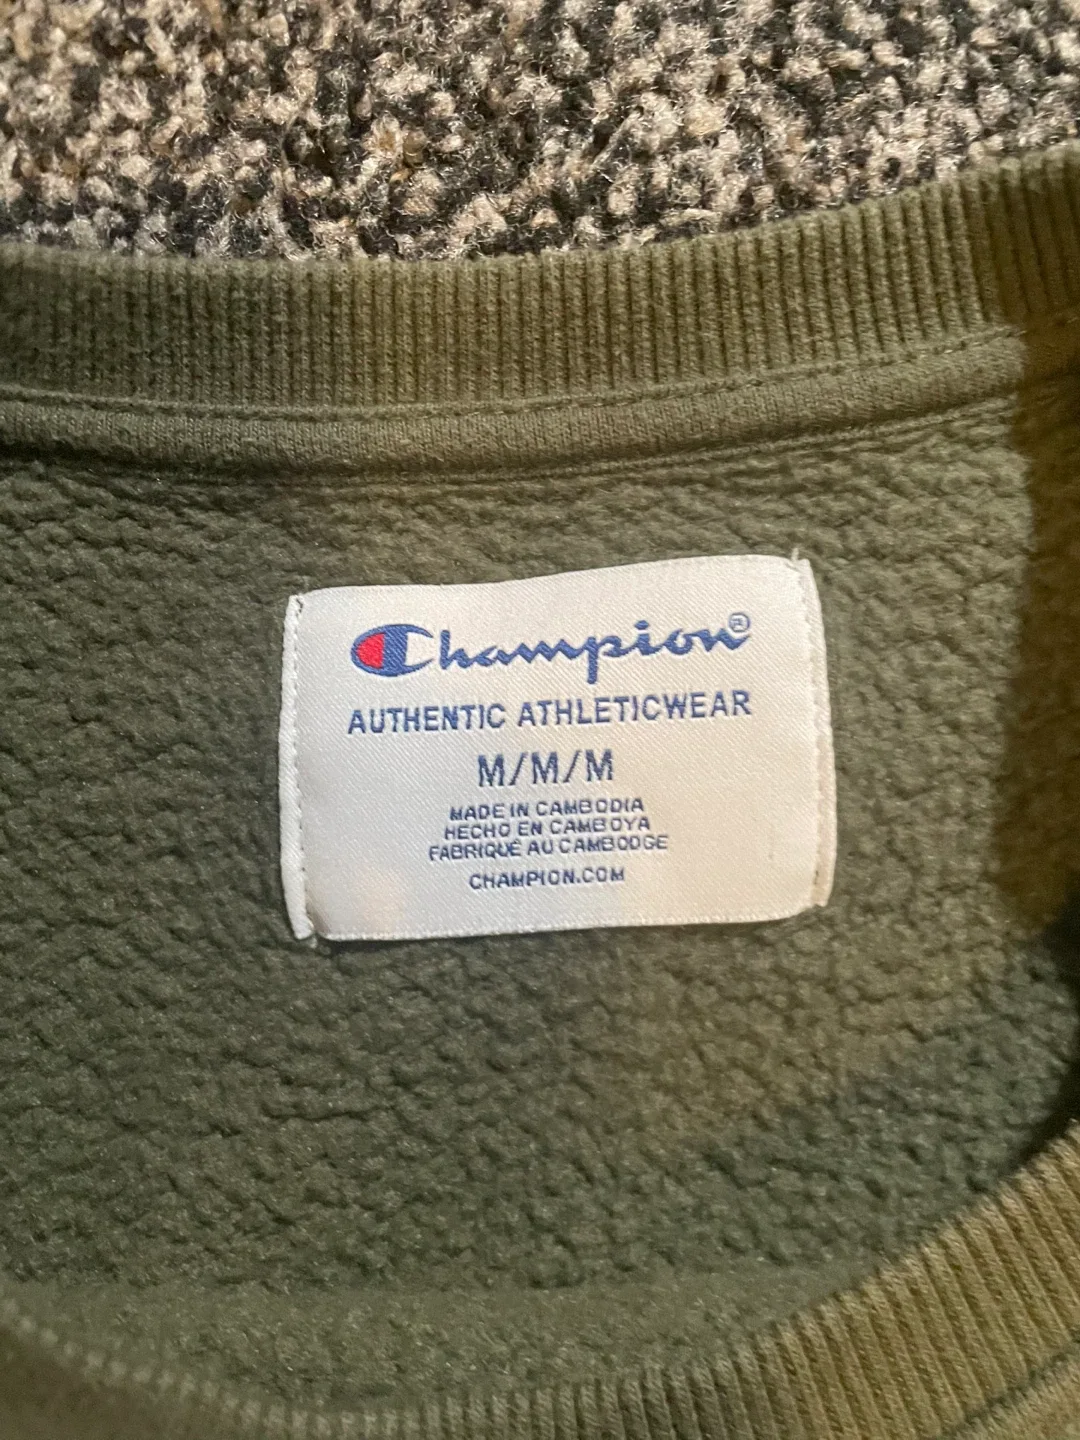 Champion®
AUTHENTIC ATHLETICWEAR
M/M/M
MADE IN CAMBODIA
HECHO EN CAMBOYA
FABRIQUÉ AU CAMBODGE
CHAMPION.COM